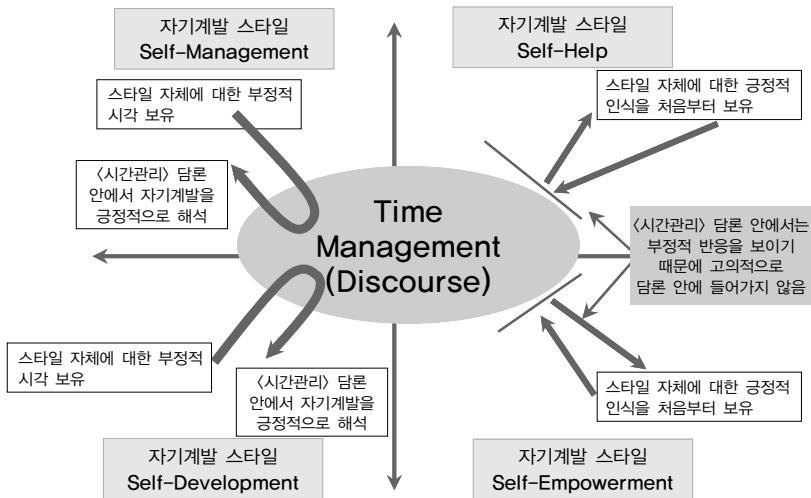 자기계발 스타일
Self-Management
자기계발 스타일
Self-Help
스타일 자체에 대한 부정적
시각 보유
스타일 자체에 대한 긍정적
인식을 처음부터 보유
〈시간관리〉 담론
안에서 자기계발을
긍정적으로 해석
Time
Management
(Discourse)
〈시간관리〉 담론 안에서는
부정적 반응을 보이기
때문에 고의적으로
담론 안에 들어가지 않음
스타일 자체에 대한 부정적
시각 보유
〈시간관리〉 담론
안에서 자기계발을
긍정적으로 해석
스타일 자체에 대한 긍정적
인식을 처음부터 보유
자기계발 스타일
Self-Development
자기계발 스타일
Self-Empowerment